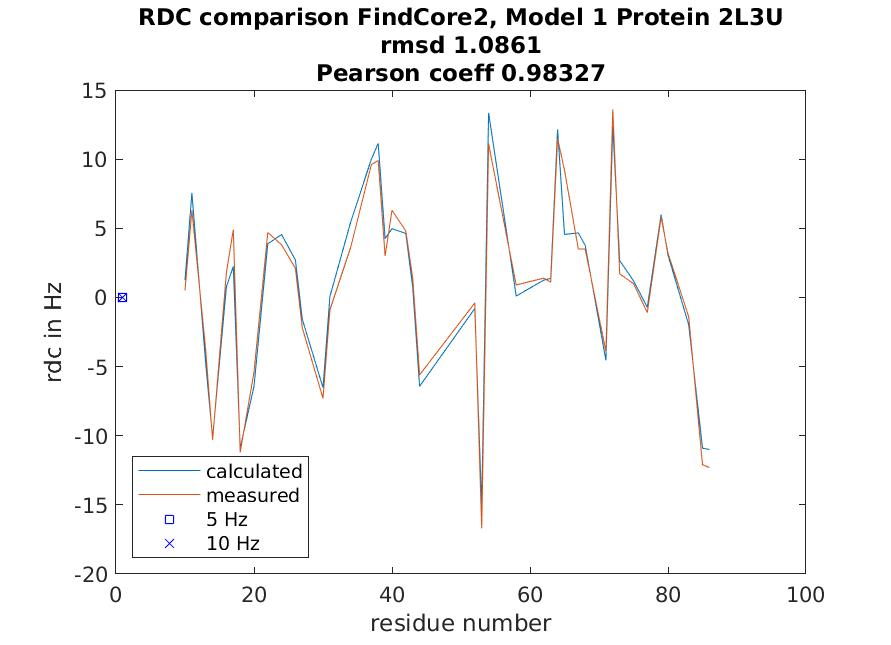 RDC comparison FindCore2, Model 1 Protein 2L3U
rmsd 1.0861
Pearson coeff 0.98327
15
10
5
0
-5
-10
-15
-20
rdc in Hz
calculated
measured
5 Hz
10 Hz
0
20
40
60
80
100
residue number